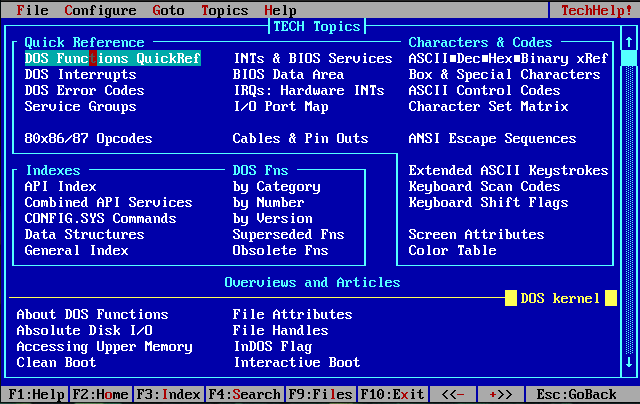 File Configure Goto Topics Help TechHelp!
TECH Topics
Quick Reference Characters & Codes
DOS Functions QuickRef INTs & BIOS Services ASCII■Dec■Hex■Binary xRef
DOS Interrupts BIOS Data Area Box & Special Characters
DOS Error Codes IRQs: Hardware INTs ASCII Control Codes
Service Groups I/O Port Map Character Set Matrix
80x86/87 Opcodes Cables & Pin Outs ANSI Escape Sequences
Indexes DOS Fns Extended ASCII Keystrokes
API Index by Category Keyboard Scan Codes
Combined API Services by Number Keyboard Shift Flags
CONFIG.SYS Commands by Version
Data Structures Superseded Fns Screen Attributes
General Index Obsolete Fns Color Table
Overviews and Articles
DOS kernel
About DOS Functions File Attributes
Absolute Disk I/O File Handles
Accessing Upper Memory InDOS Flag
Clean Boot Interactive Boot
F1:Help F2:Home F3:Index F4:Search F9:Files F10:Exit <<- +>> Esc:GoBack